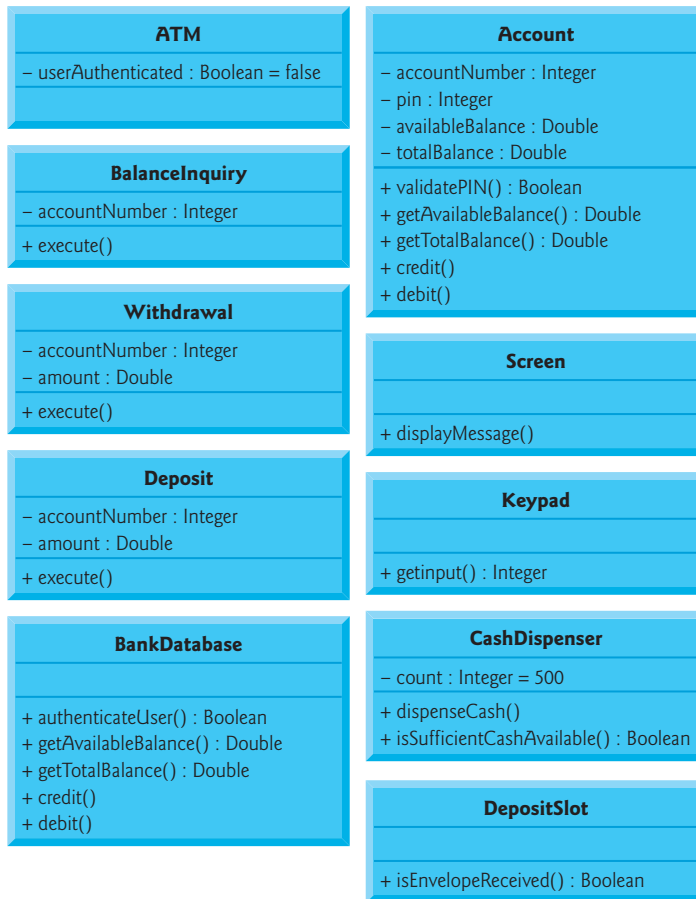 ATM
– userAuthenticated : Boolean = false
BalanceInquiry
– accountNumber : Integer
+ execute()
Withdrawal
– accountNumber : Integer
– amount : Double
+ execute()
Deposit
– accountNumber : Integer
– amount : Double
+ execute()
BankDatabase
+ authenticateUser() : Boolean
+ getAvailableBalance() : Double
+ getTotalBalance() : Double
+ credit()
+ debit()
Account
– accountNumber : Integer
– pin : Integer
– availableBalance : Double
– totalBalance : Double
+ validatePIN() : Boolean
+ getAvailableBalance() : Double
+ getTotalBalance() : Double
+ credit()
+ debit()
Screen
+ displayMessage()
Keypad
+ getinput() : Integer
CashDispenser
– count : Integer = 500
+ dispenseCash()
+ isSufficientCashAvailable() : Boolean
DepositSlot
+ isEnvelopeReceived() : Boolean